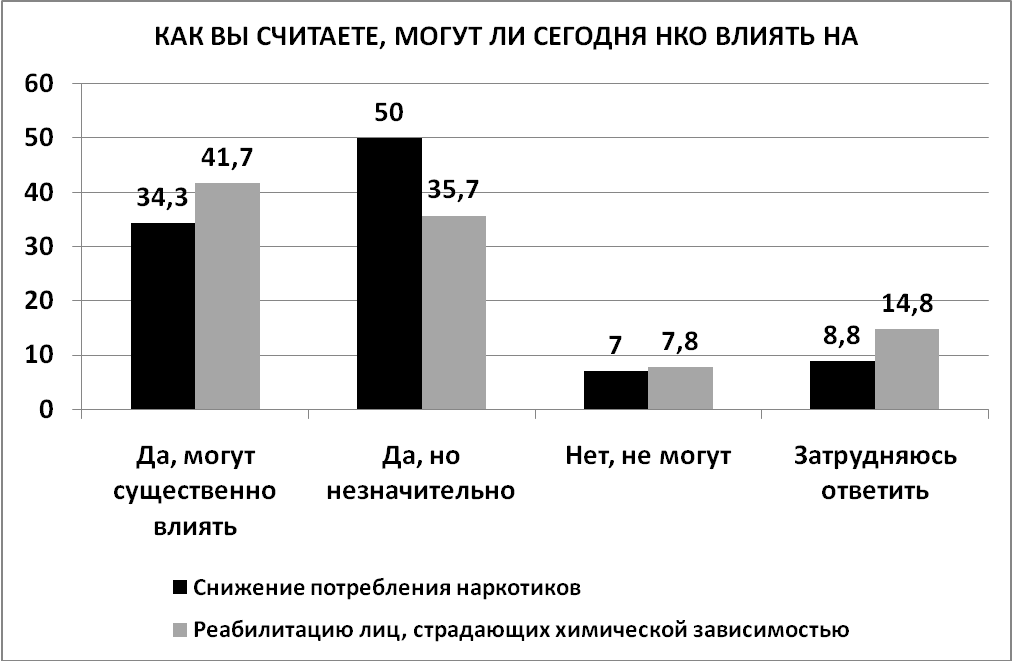 КАК ВЫ СЧИТАЕТЕ, МОГУТ ЛИ СЕГОДНЯ НКО ВЛИЯТЬ НА
60
50
40
30
20
10
0
34,3
41,7
50
35,7
7
7,8
8,8
14,8
Да, могут
существенно
влиять
Да, но
незначительно
Нет, не могут
Затрудняюсь
ответить
Снижение потребления наркотиков
Реабилитацию лиц, страдающих химической зависимостью